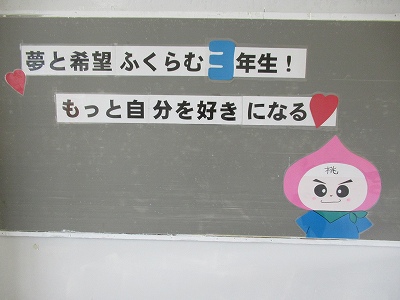 夢と希望ふくらむ3年生！
もっと自分を好きになる
桃